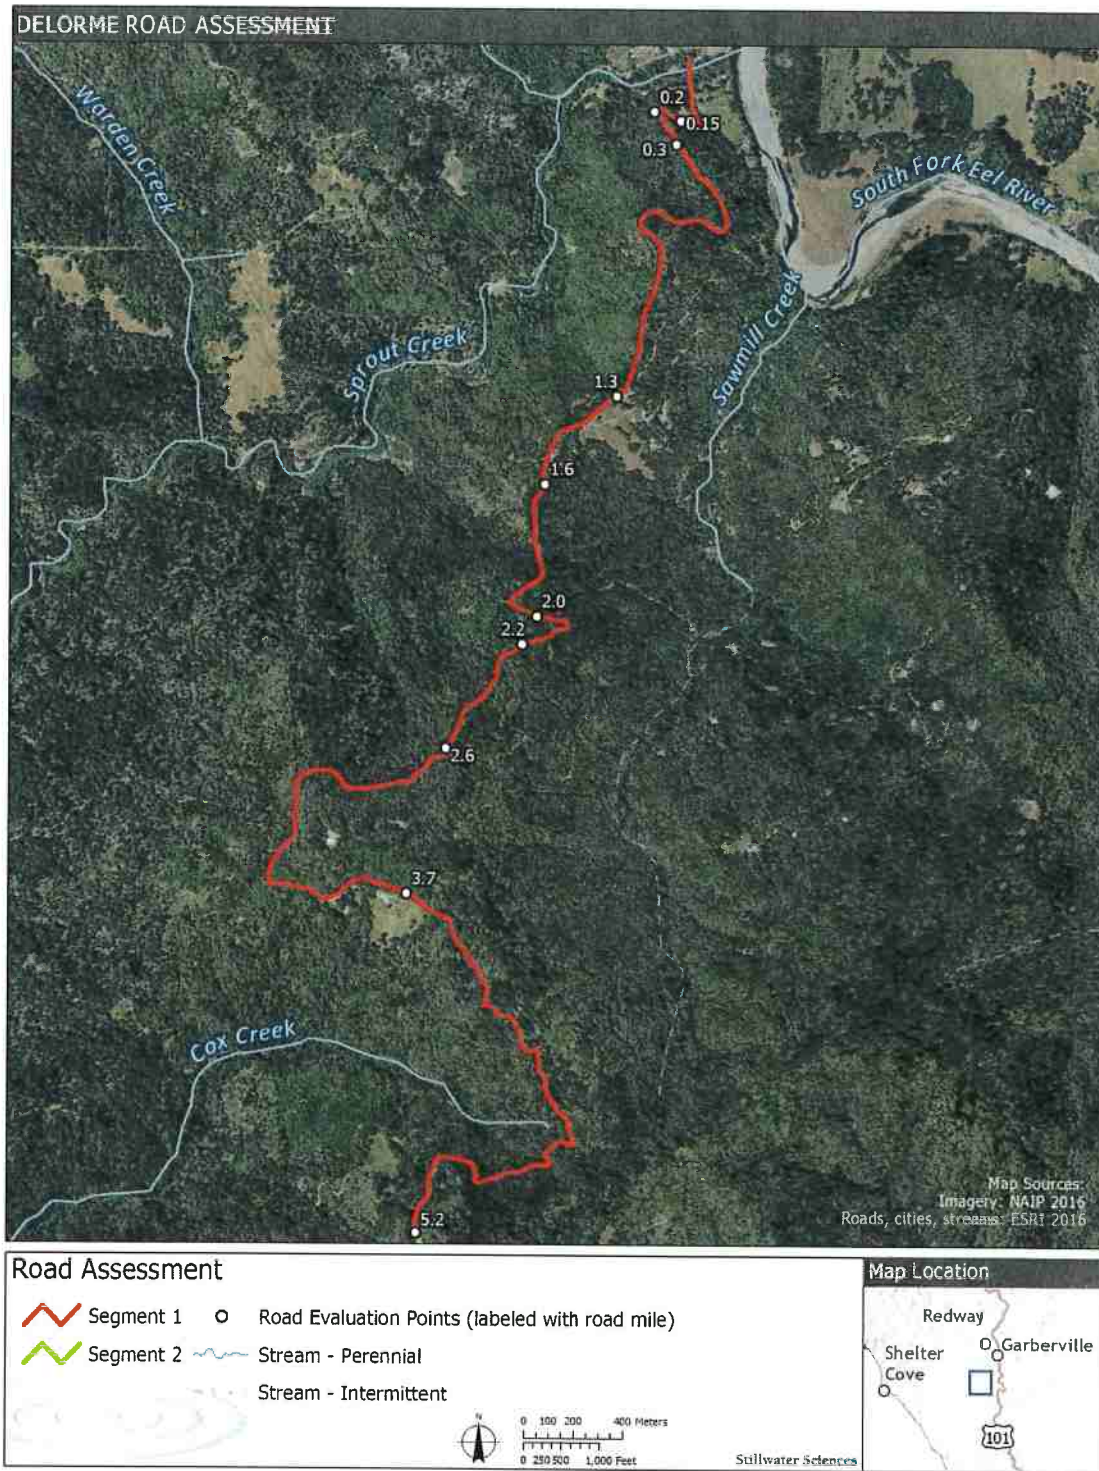 DELORME ROAD ASSESSMENT
Warden Creek
0.2
0.15
0.3
South Fork Eel River
Sprout Creek
Sawmill Creek
1.3
1.6
2.0
2.2
2.6
3.7
Cox Creek
5.2
Map Sources:
Imagery: NAIP 2016
Roads, cities, streams: ESRI 2016
Road Assessment
Segment 1
Road Evaluation Points (labeled with road mile)
Segment 2
Stream - Perennial
Stream - Intermittent
N
0 100 200 400 Meters
0 250 500 1,000 Feet
Stillwater Sciences
Map Location
Redway
Garberville
Shelter
Cove
101